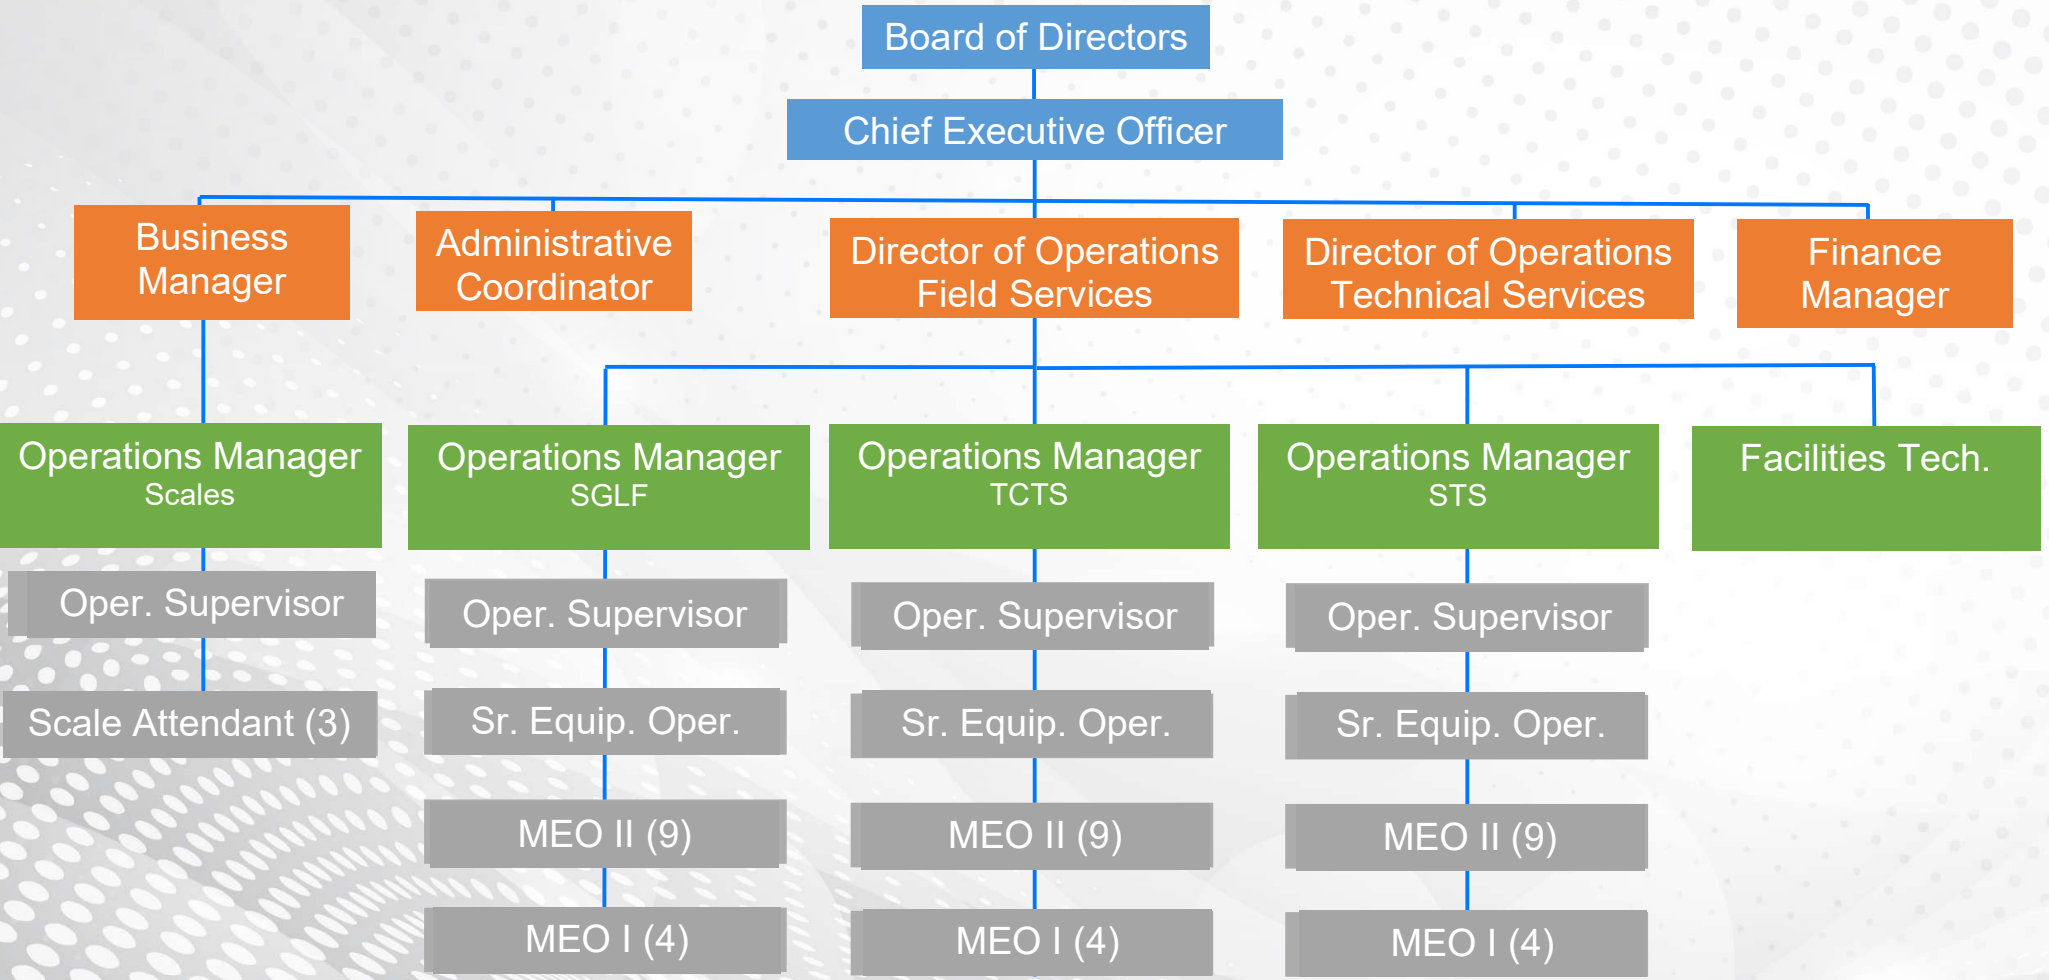 Board of Directors
Chief Executive Officer
Business
Manager
Administrative
Coordinator
Director of Operations
Field Services
Director of Operations
Technical Services
Finance
Manager
Operations Manager
Scales
Operations Manager
SGLF
Operations Manager
TCTS
Operations Manager
STS
Facilities Tech.
Oper. Supervisor
Oper. Supervisor
Oper. Supervisor
Oper. Supervisor
Scale Attendant (3)
Sr. Equip. Oper.
Sr. Equip. Oper.
Sr. Equip. Oper.
MEO II (9)
MEO II (9)
MEO II (9)
MEO I (4)
MEO I (4)
MEO I (4)